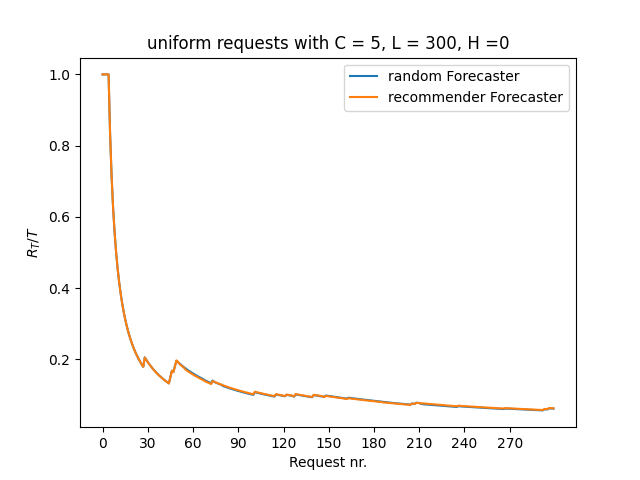 uniform requests with C = 5, L = 300, H =0
random Forecaster
recommender Forecaster
1.0
0.8
0.6
0.4
0.2
R_T/T
0 30 60 90 120 150 180 210 240 270
Request nr.